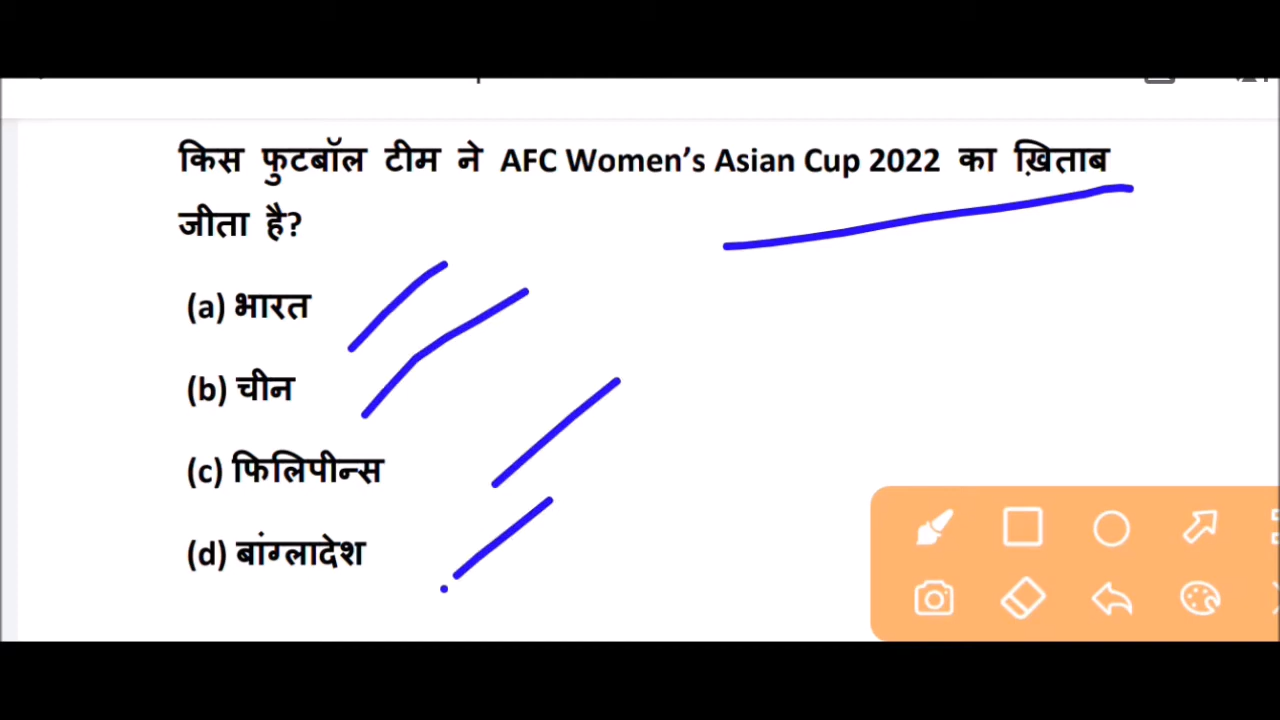 किस फुटबॉल टीम ने AFC Women's Asian Cup 2022 का ख़िताब
जीता है?
(a) भारत
(b) चीन
(c) फिलिपीन्स
(d) बांग्लादेश